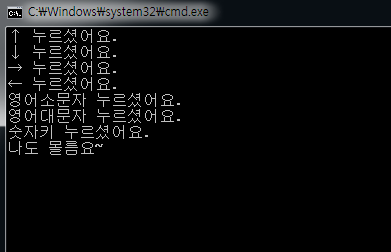 C:\Windows\system32\cmd.exe
↑ 누르셨어요.
↓ 누르셨어요.
→ 누르셨어요.
← 누르셨어요.
영어소문자 누르셨어요.
영어대문자 누르셨어요.
숫자키 누르셨어요.
나도 몰름요~